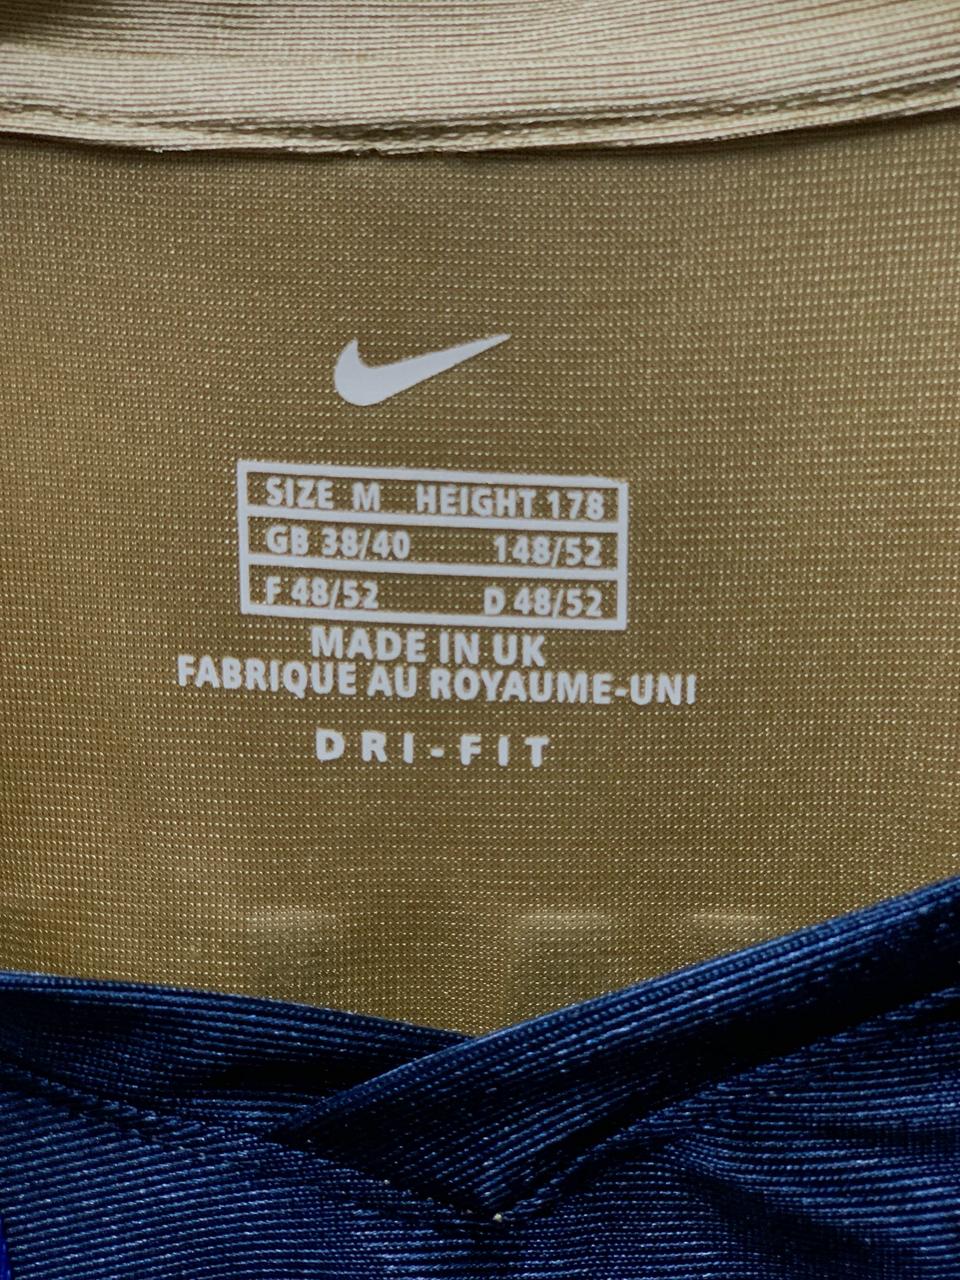 SIZE M HEIGHT 178
GB 38/40 148/52
F 48/52 D 48/52
MADE IN UK
FABRIQUE AU ROYAUME-UNI
DRI-FIT